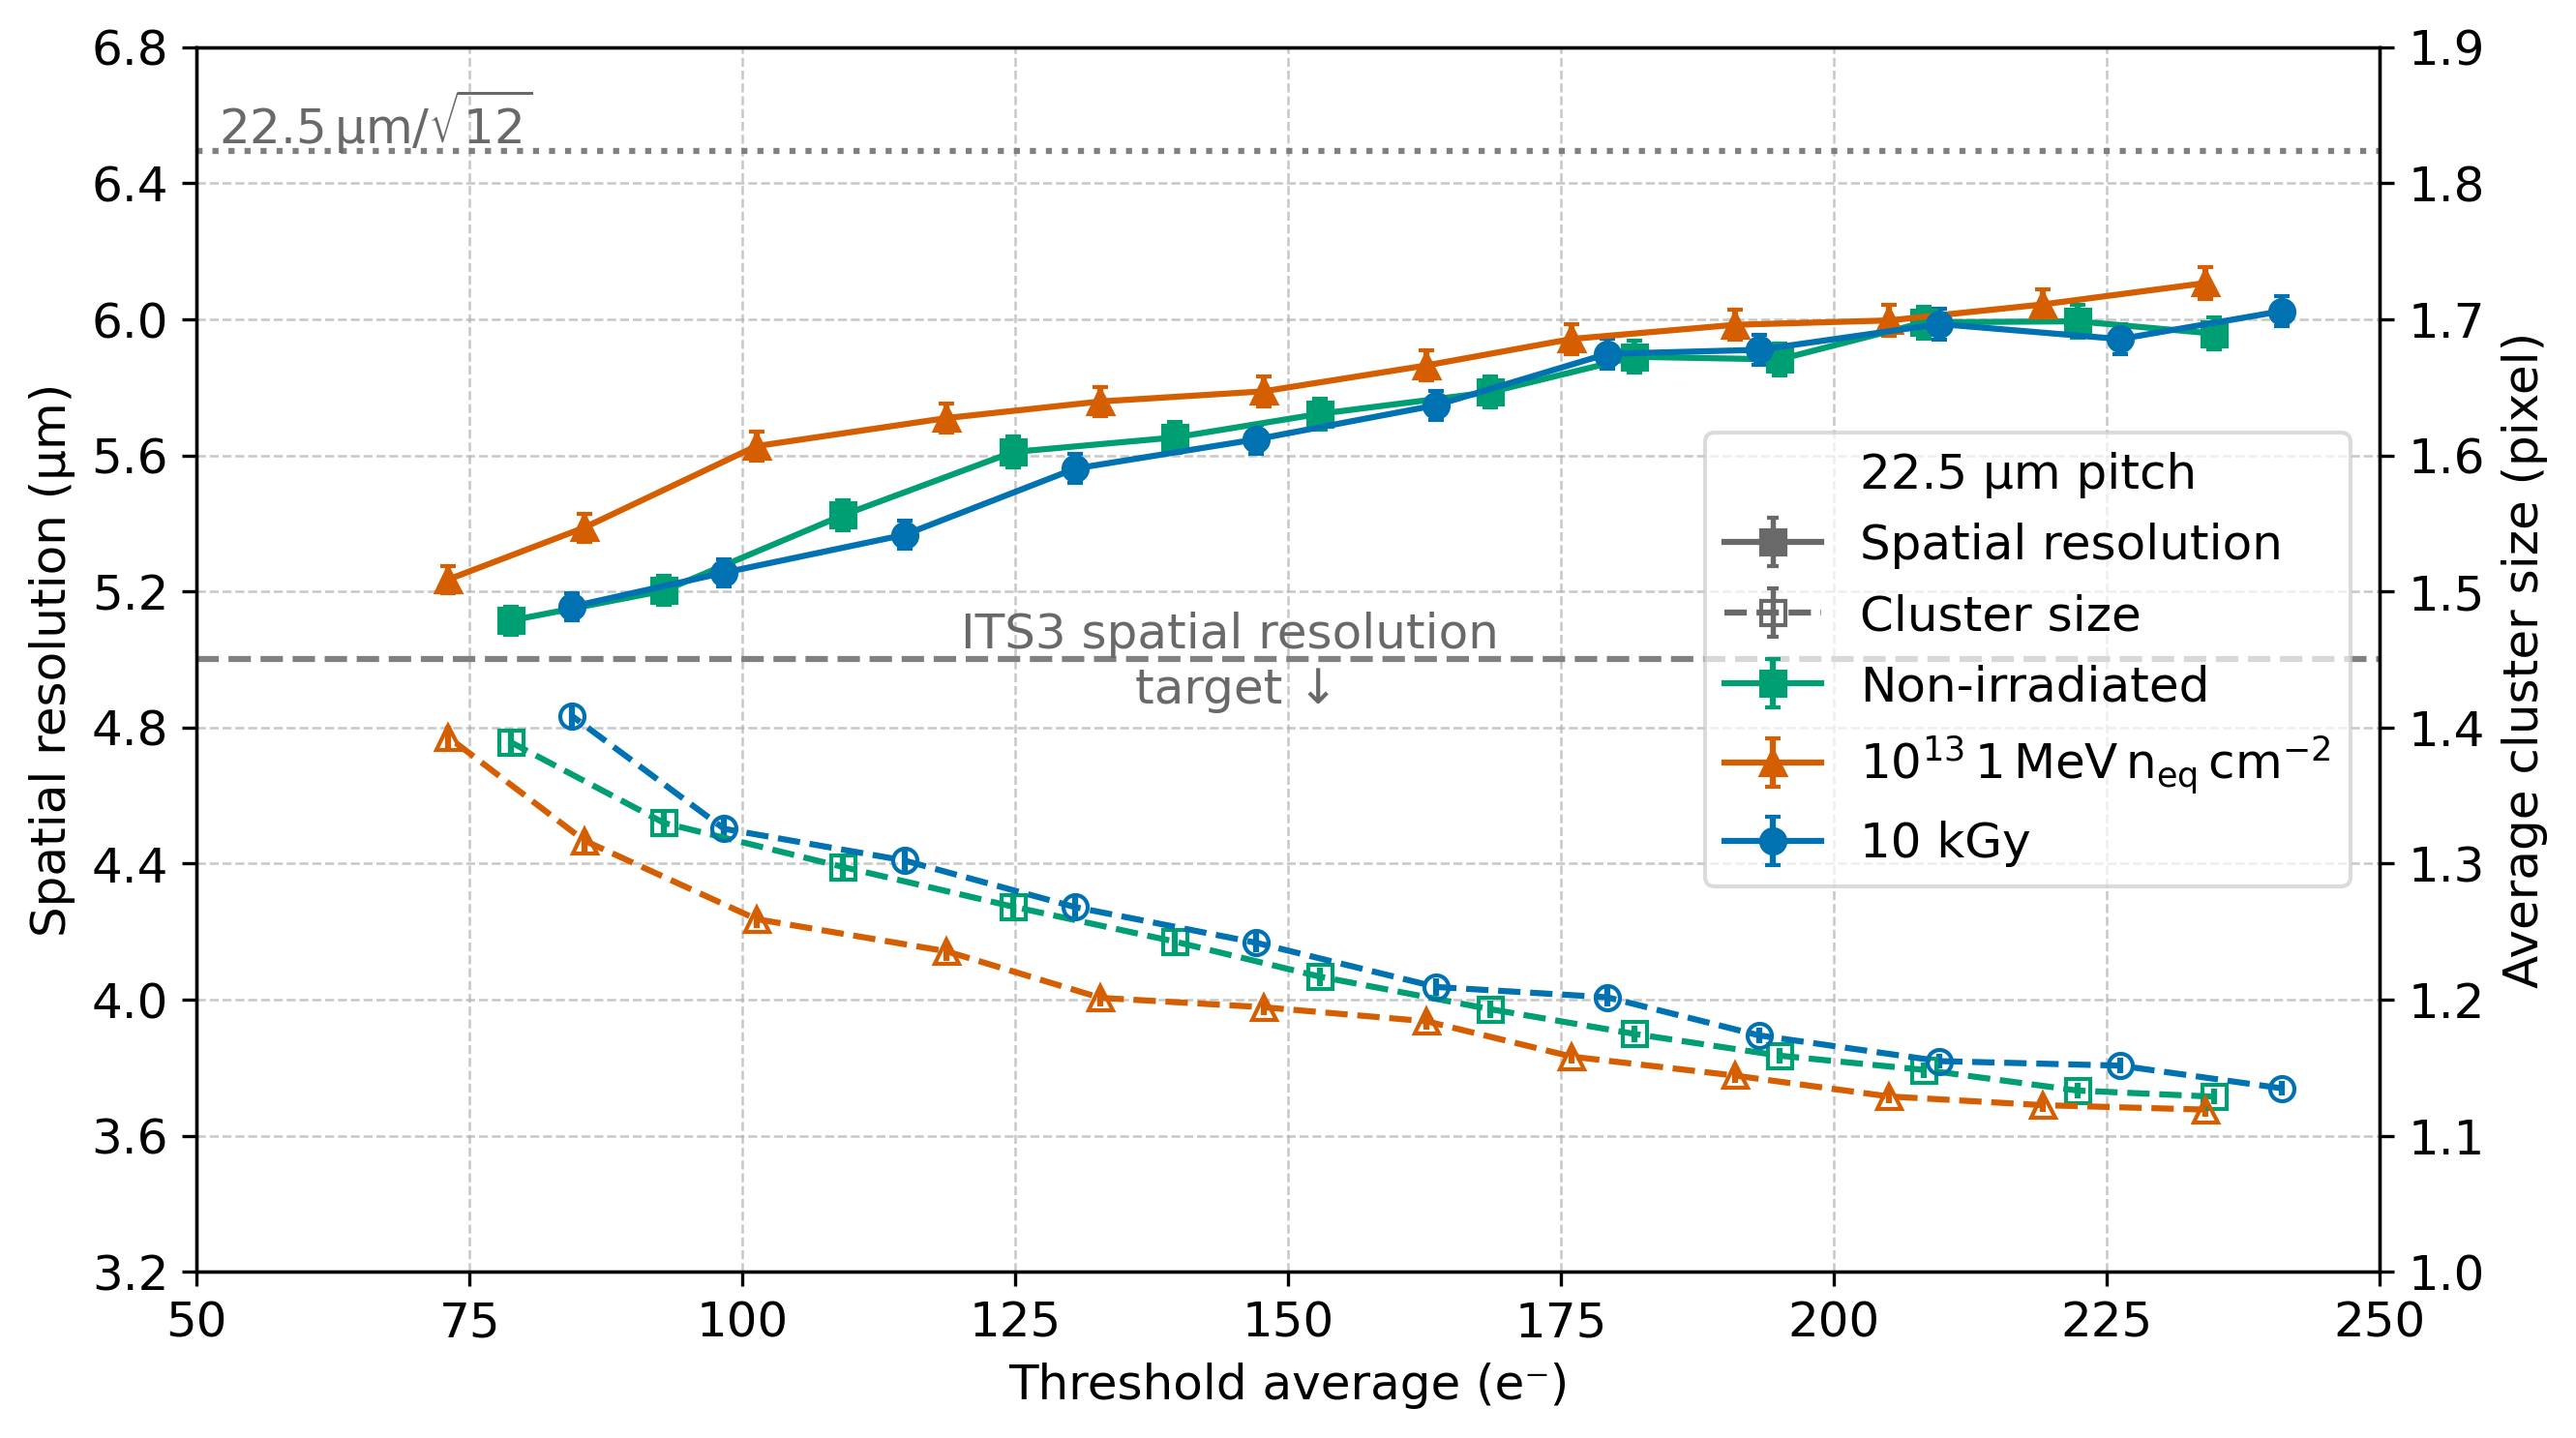 6.8
6.4
6.0
5.6
5.2
4.8
4.4
4.0
3.6
3.2
Spatial resolution (µm)
22.5 µm/√12
ITS3 spatial resolution
target ↓
22.5 µm pitch
Spatial resolution
Cluster size
Non-irradiated
10¹³ 1 MeV n_eq cm⁻²
10 kGy
1.9
1.8
1.7
1.6
1.5
1.4
1.3
1.2
1.1
1.0
Average cluster size (pixel)
50 75 100 125 150 175 200 225 250
Threshold average (e⁻)